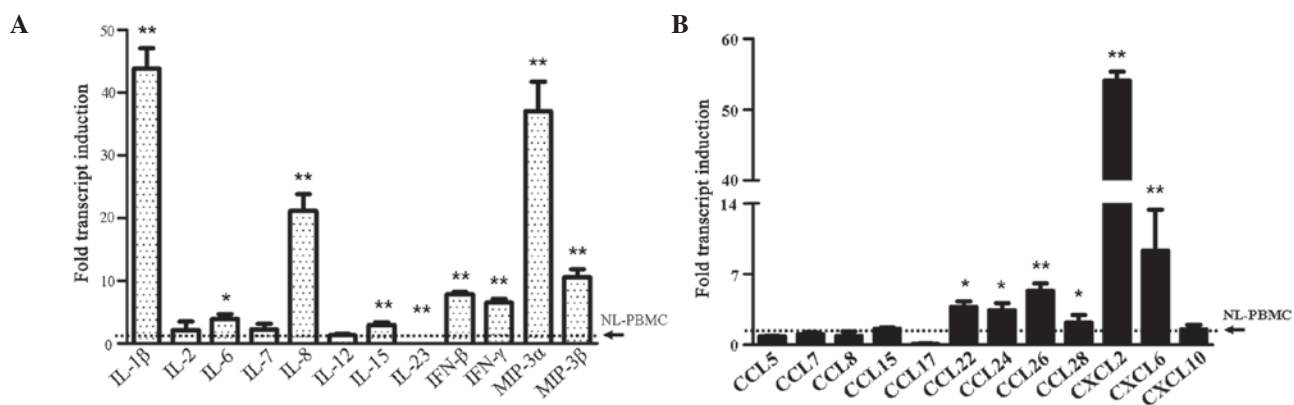 A
Fold transcript induction
50
40
30
20
10
0
**
*
**
**
**
**
**
**
**
NL-PBMC
IL-1β
IL-2
IL-6
IL-7
IL-8
IL-12
IL-15
IL-23
IFN-β
IFN-γ
MIP-3α
MIP-3β
B
Fold transcript induction
60
50
40
14
7
0
*
*
**
*
**
**
NL-PBMC
CCL5
CCL7
CCL8
CCL15
CCL17
CCL22
CCL24
CCL26
CCL28
CXCL2
CXCL6
CXCL10